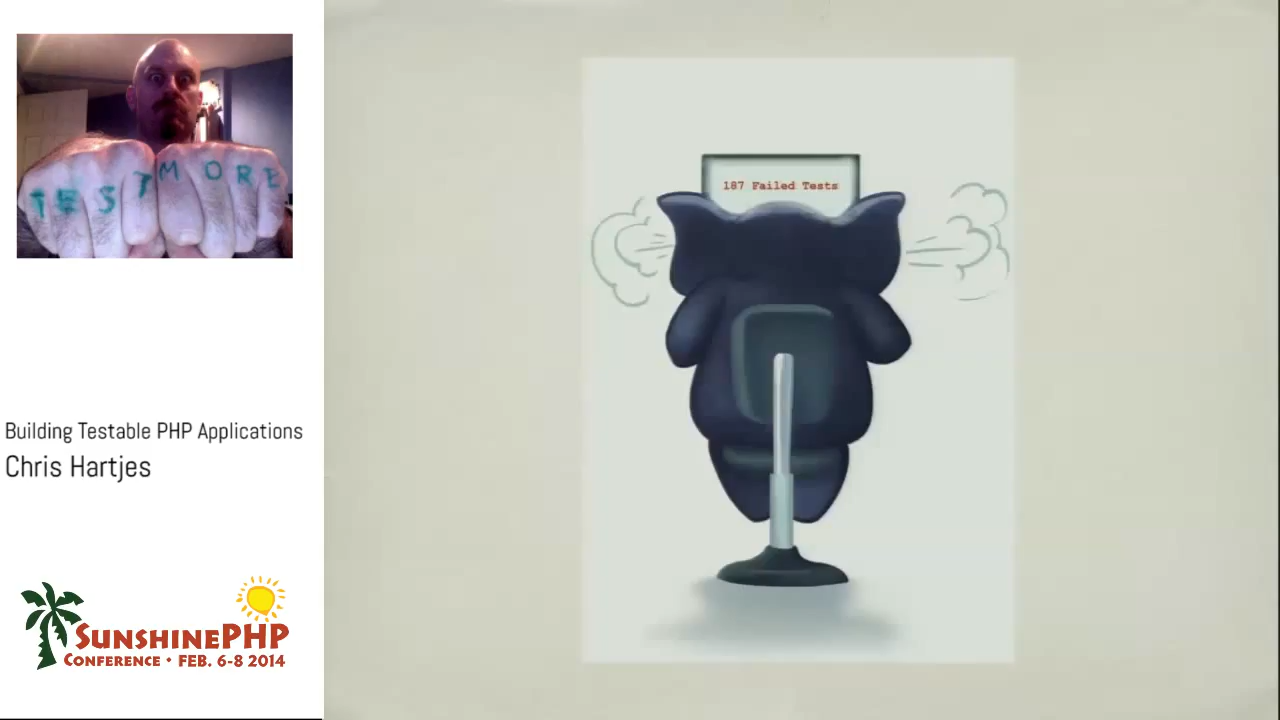 TEST MORE
187 Failed Tests
Building Testable PHP Applications
Chris Hartjes
SUNSHINEPHP
CONFERENCE • FEB. 6-8 2014